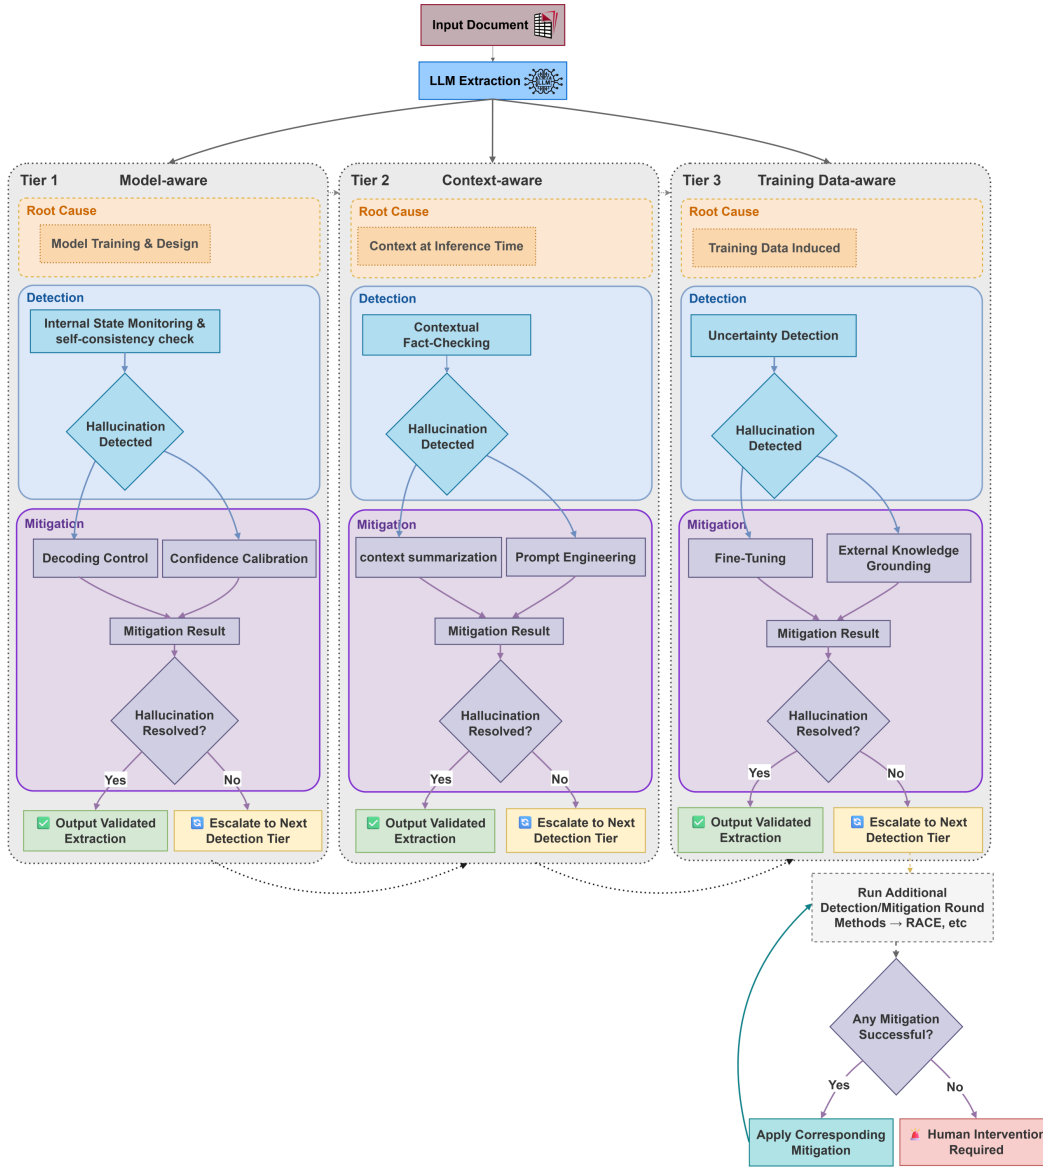 Input Document
LLM Extraction
LLM
Tier 1
Model-aware
Root Cause
Model Training & Design
Detection
Internal State Monitoring &
self-consistency check
Hallucination
Detected
Mitigation
Decoding Control
Confidence Calibration
Mitigation Result
Hallucination
Resolved?
Yes
No
Output Validated
Extraction
Escalate to Next
Detection Tier
Tier 2
Context-aware
Root Cause
Context at Inference Time
Detection
Contextual
Fact-Checking
Hallucination
Detected
Mitigation
context summarization
Prompt Engineering
Mitigation Result
Hallucination
Resolved?
Yes
No
Output Validated
Extraction
Escalate to Next
Detection Tier
Tier 3
Training Data-aware
Root Cause
Training Data Induced
Detection
Uncertainty Detection
Hallucination
Detected
Mitigation
Fine-Tuning
External Knowledge
Grounding
Mitigation Result
Hallucination
Resolved?
Yes
No
Output Validated
Extraction
Escalate to Next
Detection Tier
Run Additional
Detection/Mitigation Round
Methods → RACE, etc
Any Mitigation
Successful?
Yes
No
Apply Corresponding
Mitigation
Human Intervention
Required